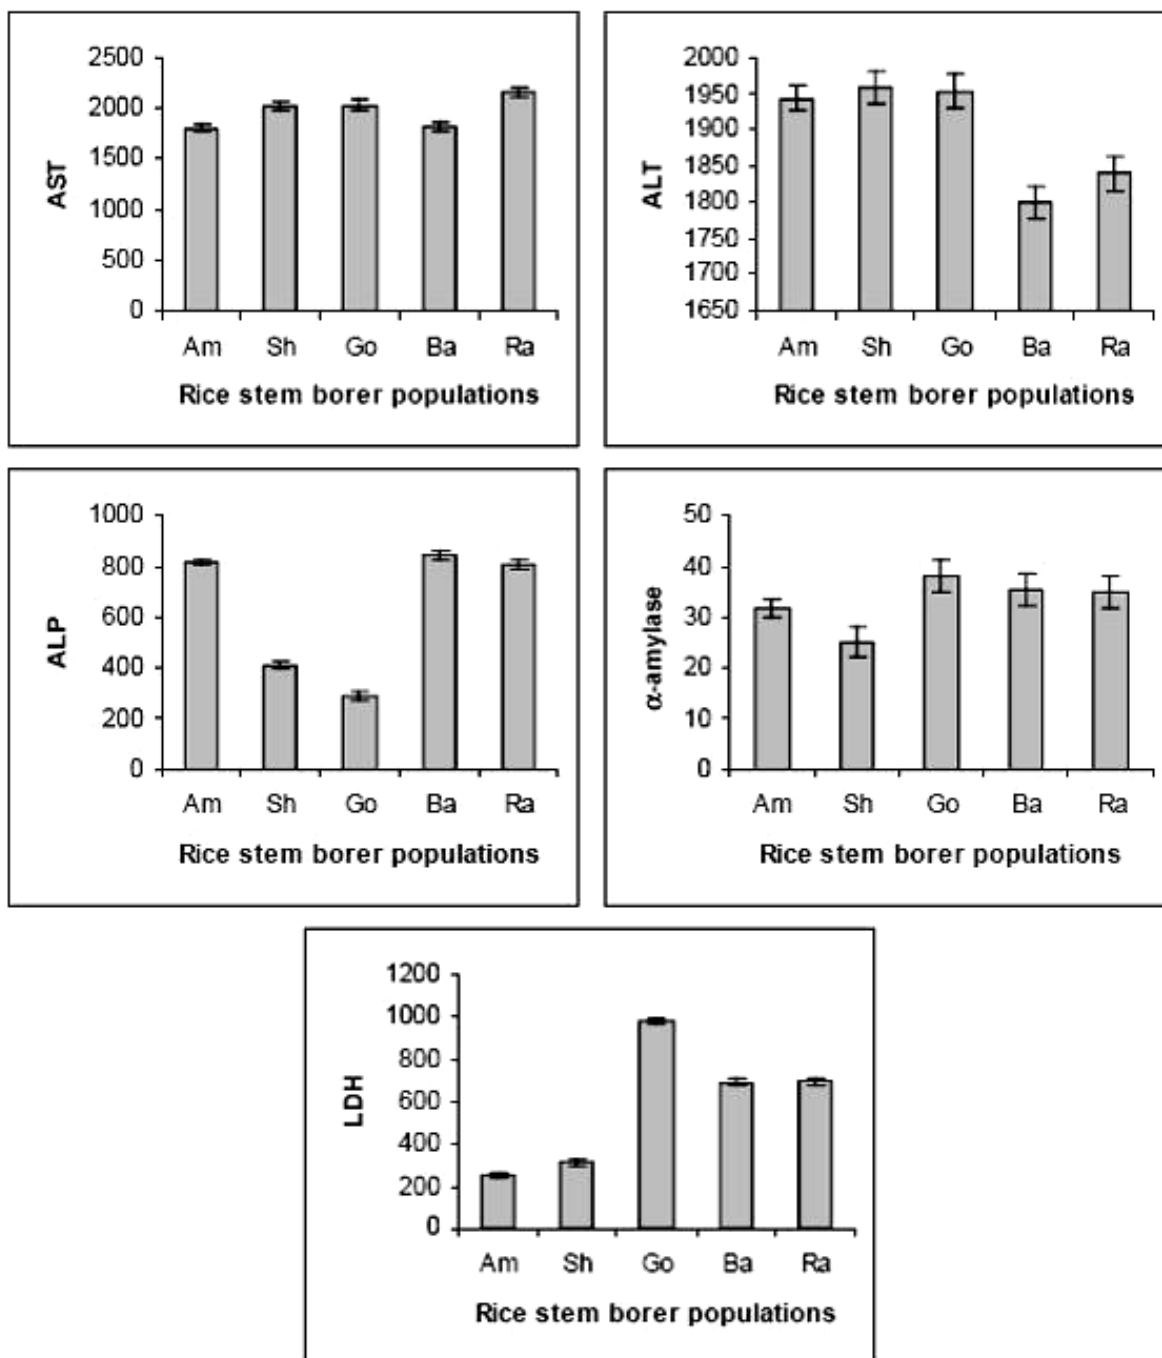 AST
2500
2000
1500
1000
500
0
Am Sh Go Ba Ra
Rice stem borer populations
ALT
2000
1950
1900
1850
1800
1750
1700
1650
Am Sh Go Ba Ra
Rice stem borer populations
ALP
1000
800
600
400
200
0
Am Sh Go Ba Ra
Rice stem borer populations
α-amylase
50
40
30
20
10
0
Am Sh Go Ba Ra
Rice stem borer populations
LDH
1200
1000
800
600
400
200
0
Am Sh Go Ba Ra
Rice stem borer populations